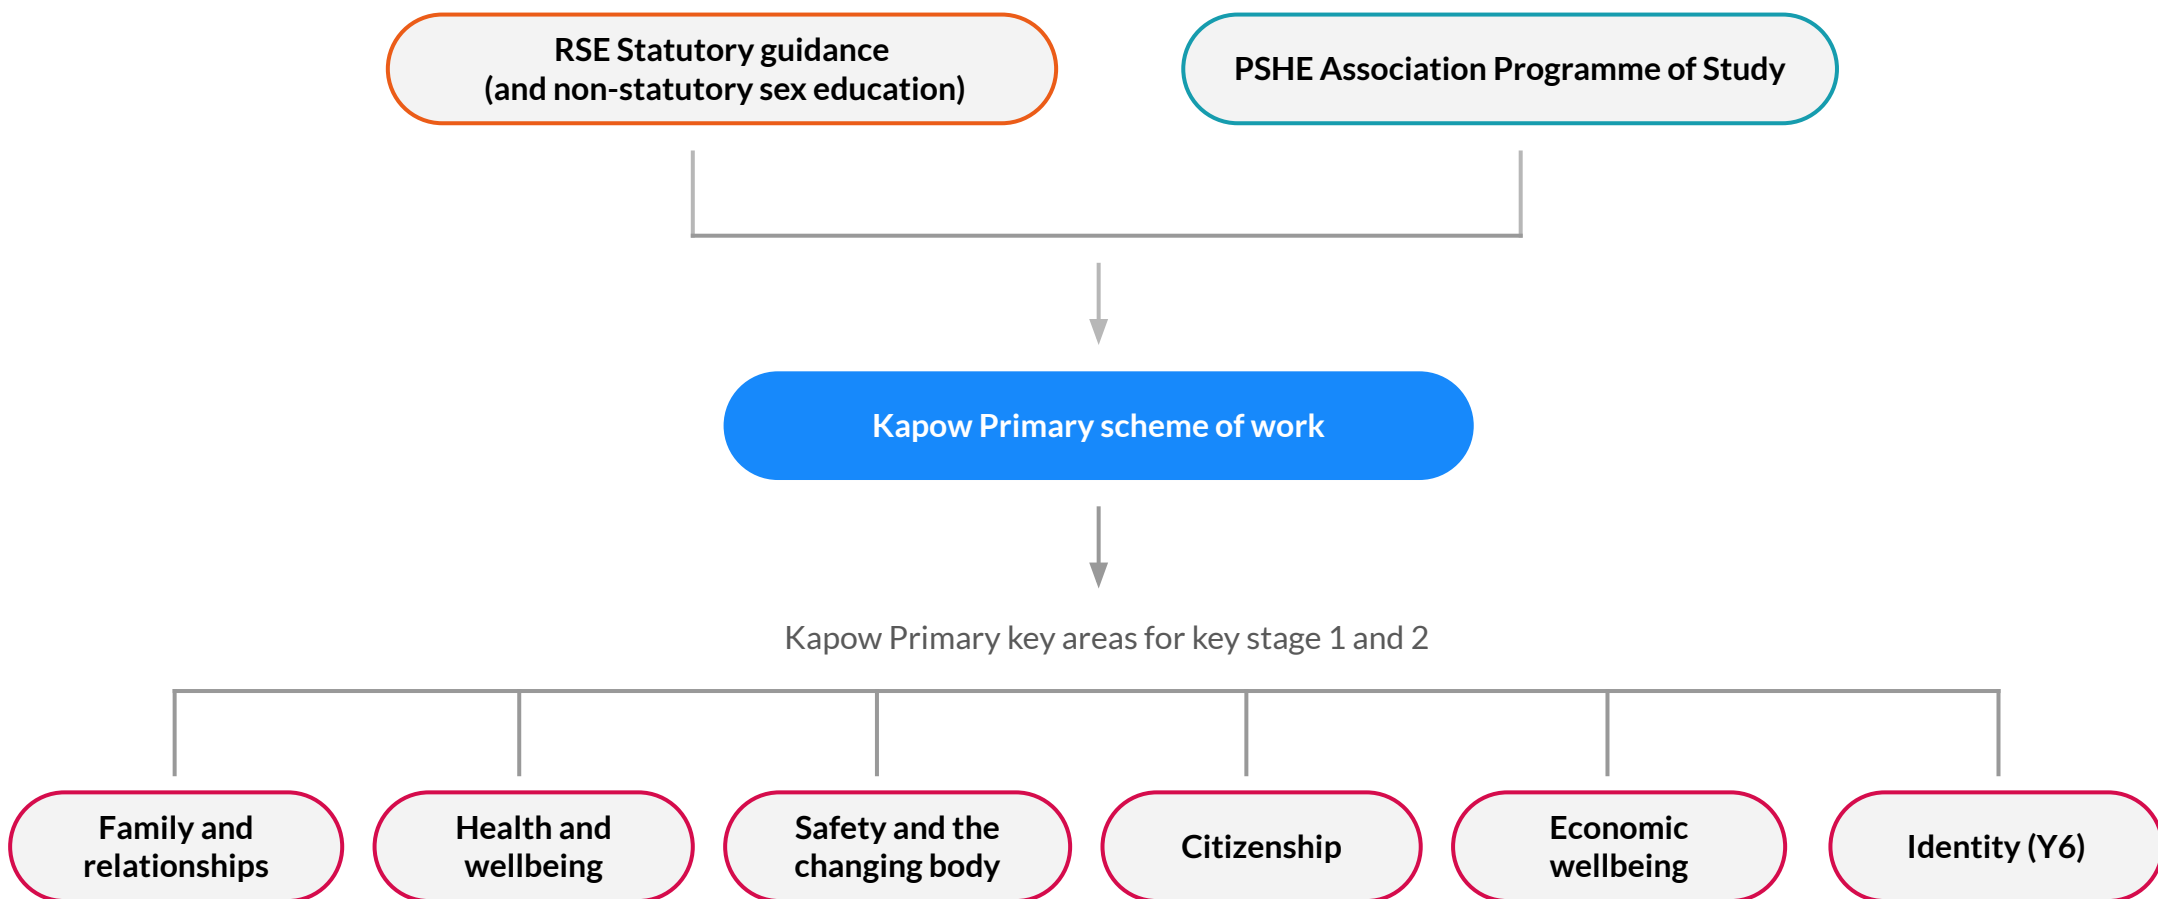 RSE Statutory guidance
(and non-statutory sex education)
PSHE Association Programme of Study
Kapow Primary scheme of work
Kapow Primary key areas for key stage 1 and 2
Family and
relationships
Health and
wellbeing
Safety and the
changing body
Citizenship
Economic
wellbeing
Identity (Y6)